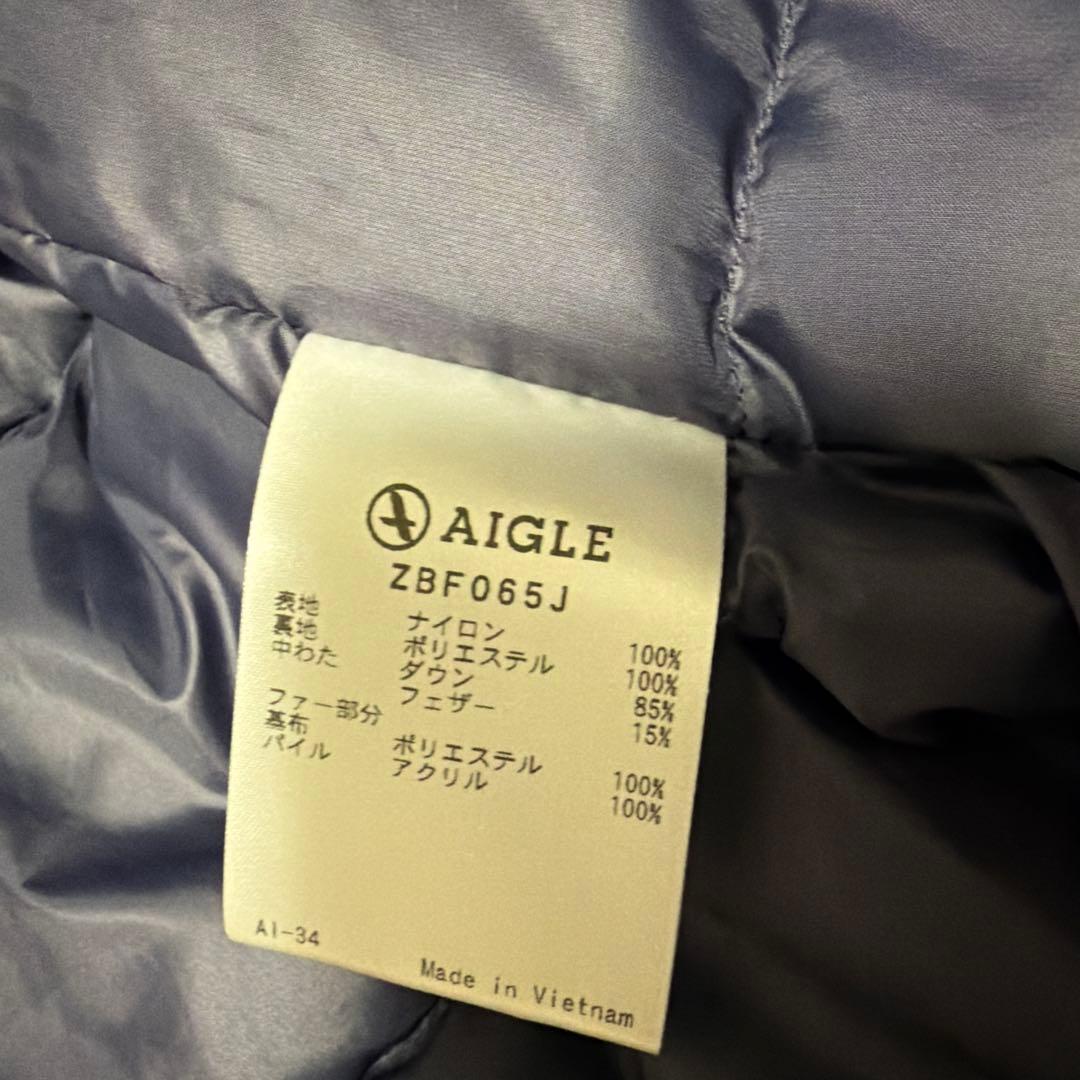 AIGLE
ZBF065J
表地 ナイロン 100%
裏地 ポリエステル 100%
中わた ダウン 85%
フェザー 15%
ファー部分
基布 ポリエステル 100%
パイル アクリル 100%
AI-34
Made in Vietnam